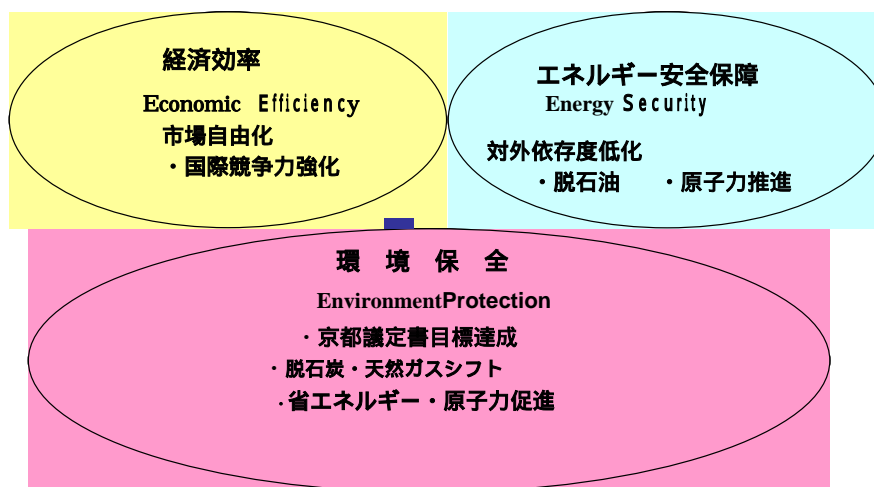 経済効率
Economic Efficiency
市場自由化
・国際競争力強化
エネルギー安全保障
Energy Security
対外依存度低化
・脱石油 ・原子力推進
環 境 保 全
EnvironmentProtection
・京都議定書目標達成
・脱石炭・天然ガスシフト
・省エネルギー・原子力促進